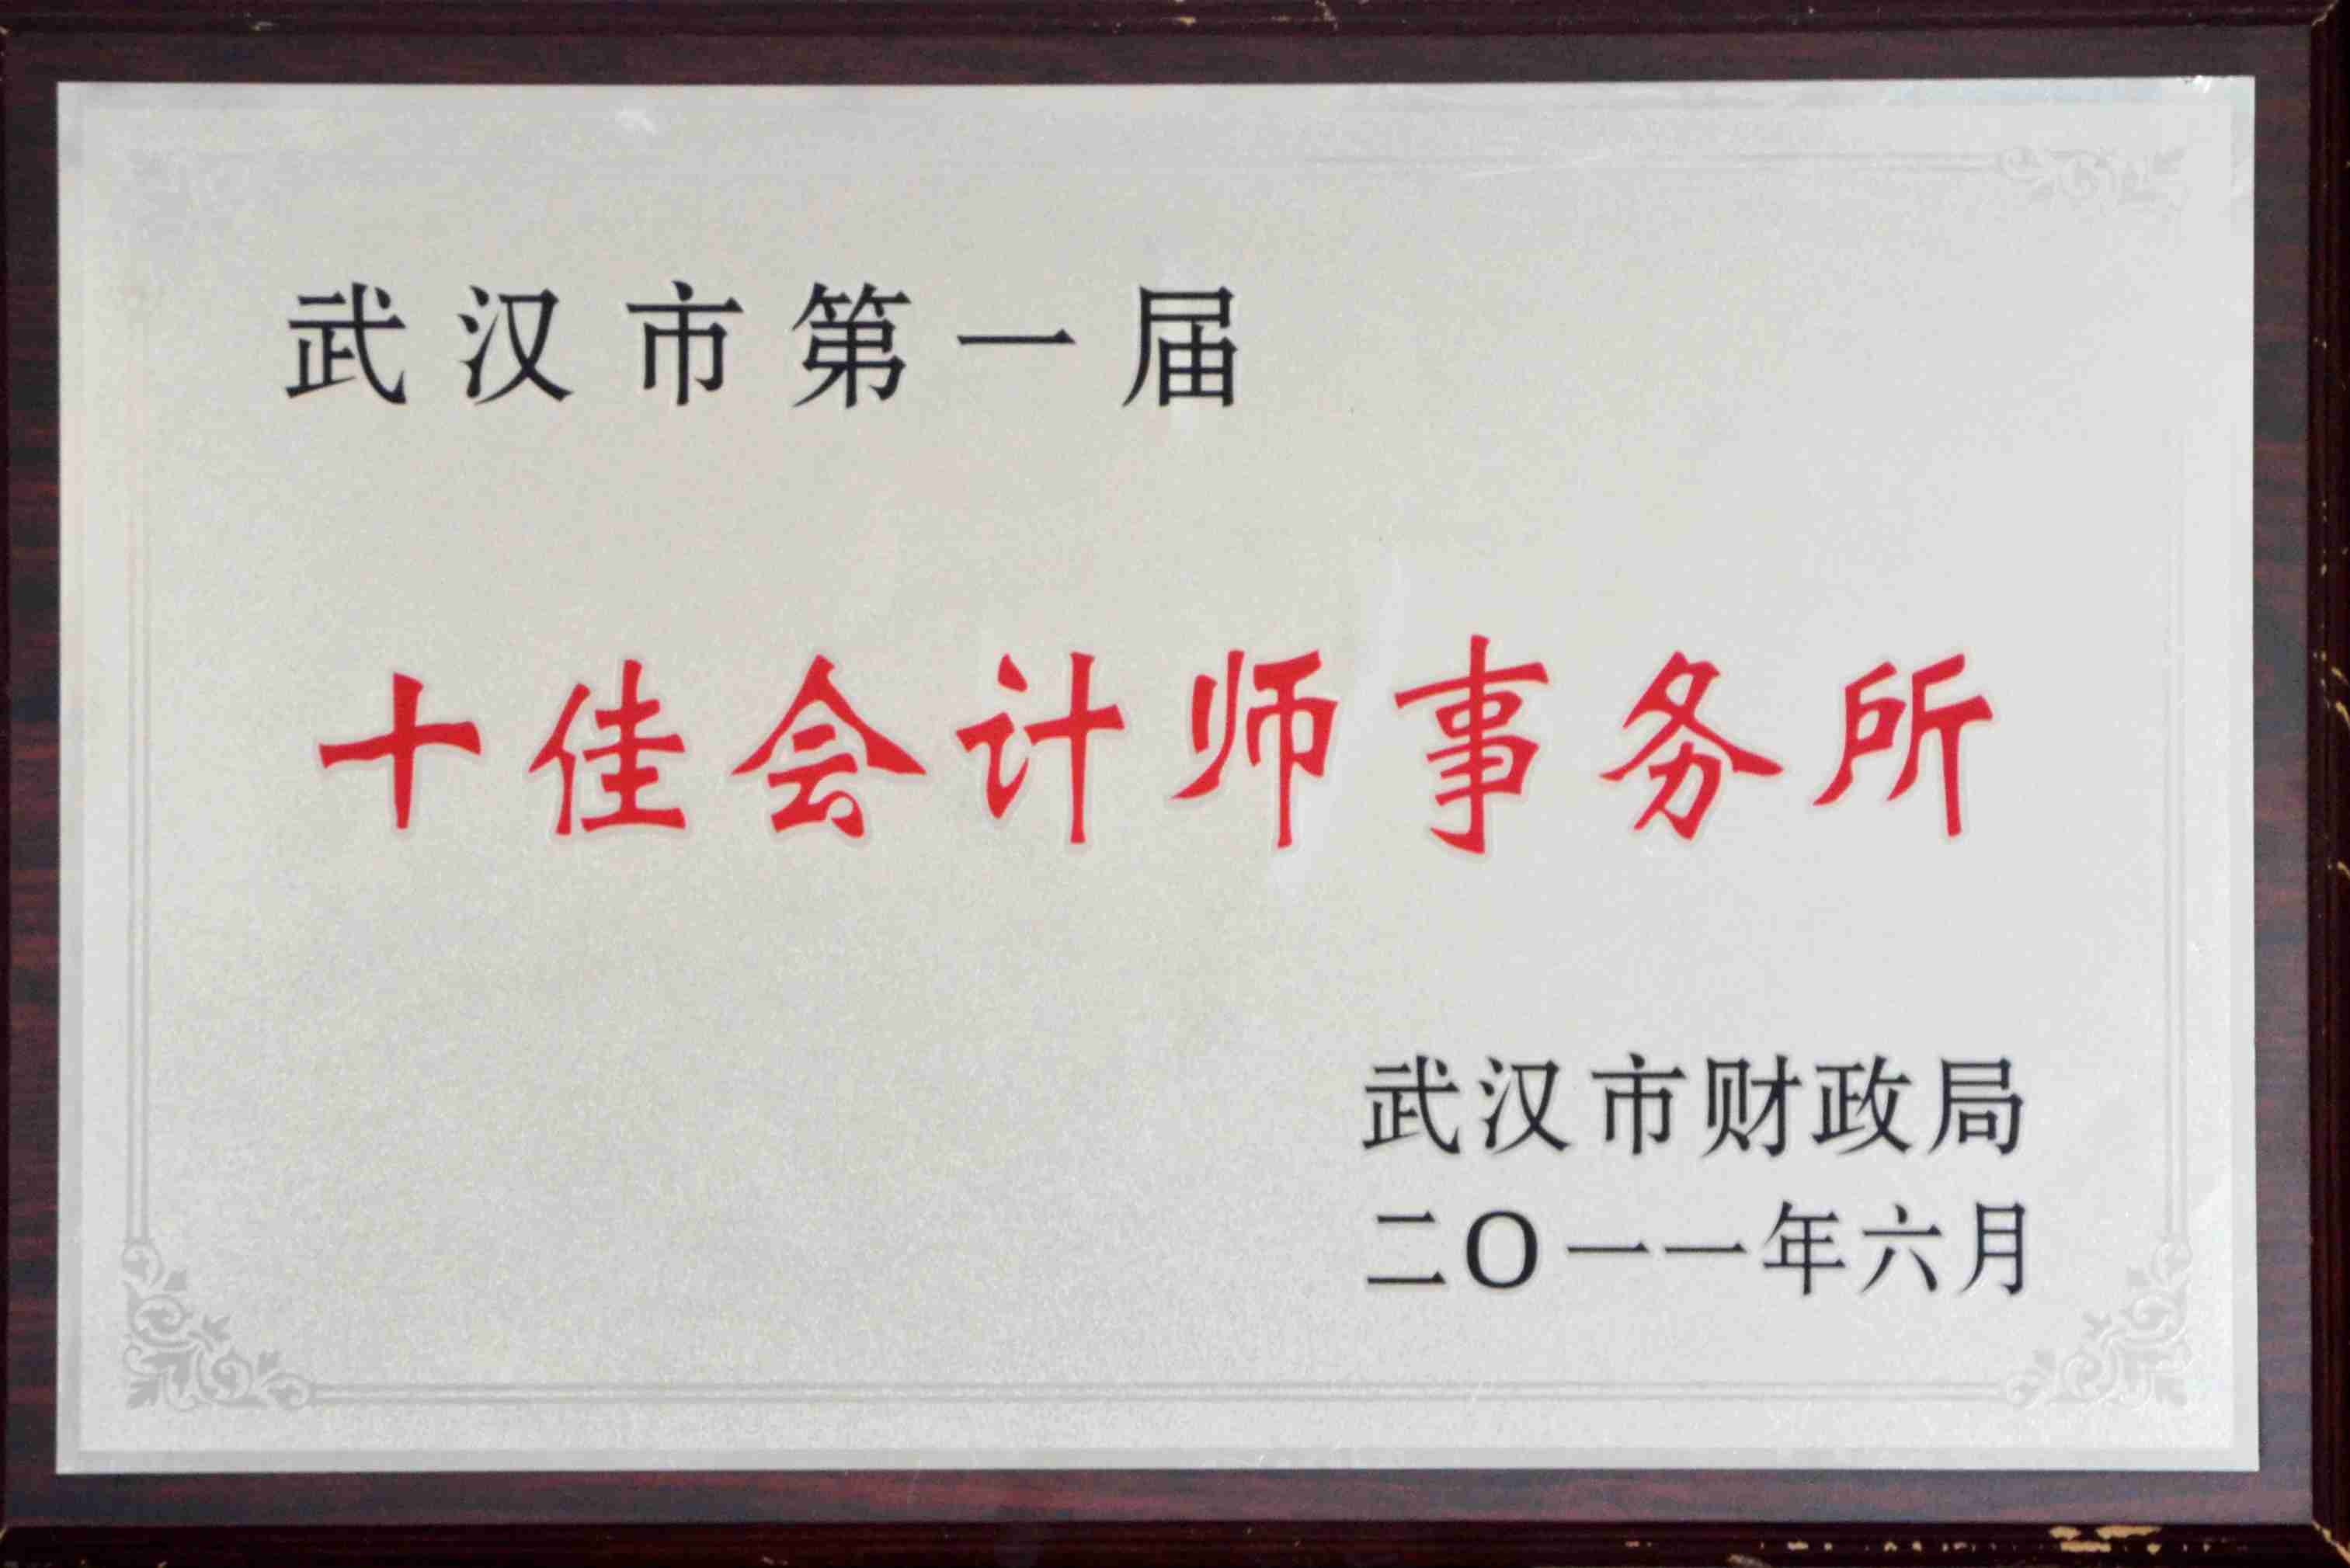 武汉市第一届
十佳会计师事务所
武汉市财政局
二〇一一年六月